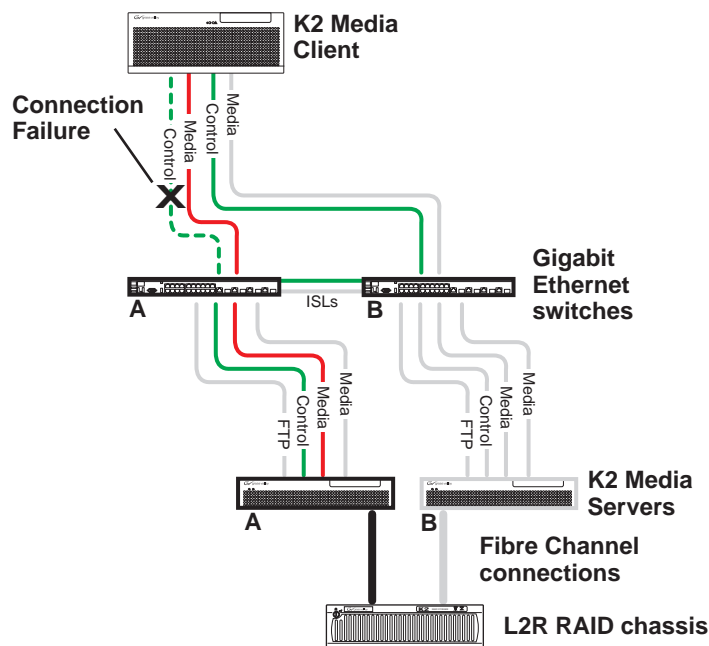 K2 Media
Client
Connection
Failure
Control
Media
Control
Media
Gigabit
Ethernet
switches
A
ISLs
B
FTP
Control
Media
Media
FTP
Control
Media
Media
K2 Media
Servers
A
B
Fibre Channel
connections
K2
L2R RAID chassis